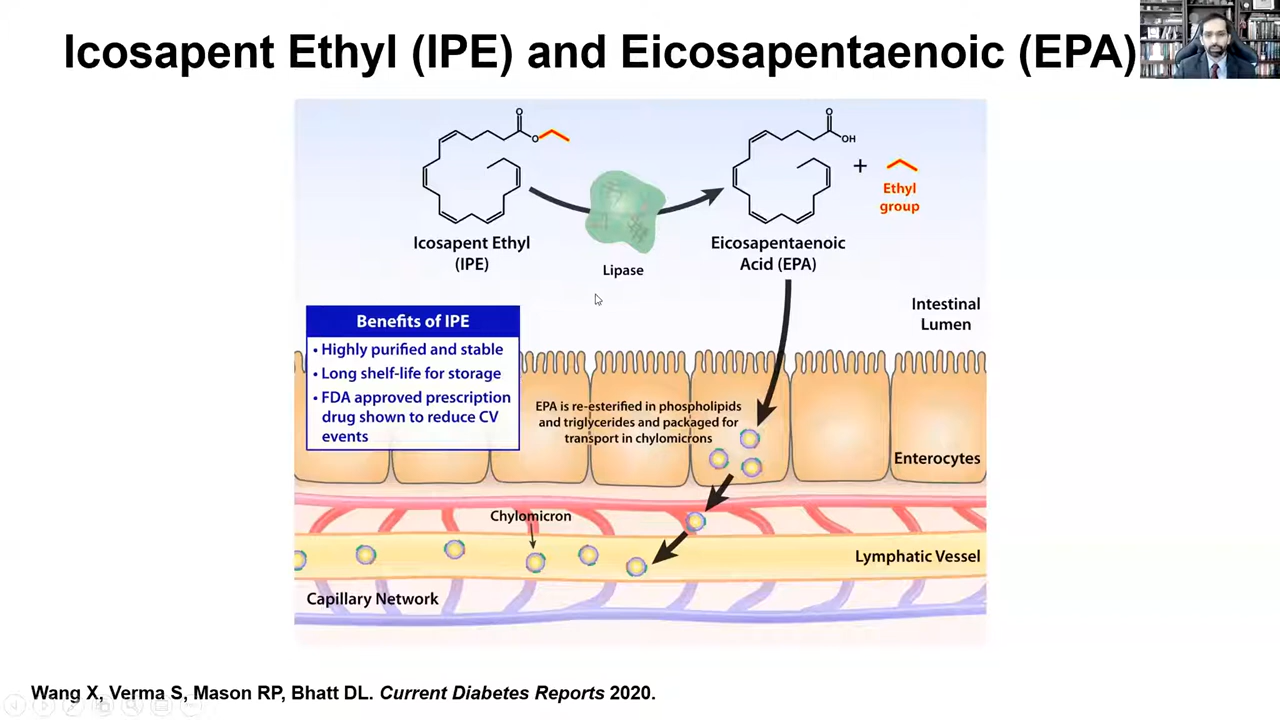 Icosapent Ethyl (IPE) and Eicosapentaenoic (EPA)
O
O
Icosapent Ethyl
(IPE)
Lipase
O
OH
+
Ethyl
group
Eicosapentaenoic
Acid (EPA)
Intestinal
Lumen
Benefits of IPE
• Highly purified and stable
• Long shelf-life for storage
• FDA approved prescription
drug shown to reduce CV
events
EPA is re-esterified in phospholipids
and triglycerides and packaged for
transport in chylomicrons
Enterocytes
Chylomicron
Lymphatic Vessel
Capillary Network
Wang X, Verma S, Mason RP, Bhatt DL. Current Diabetes Reports 2020.